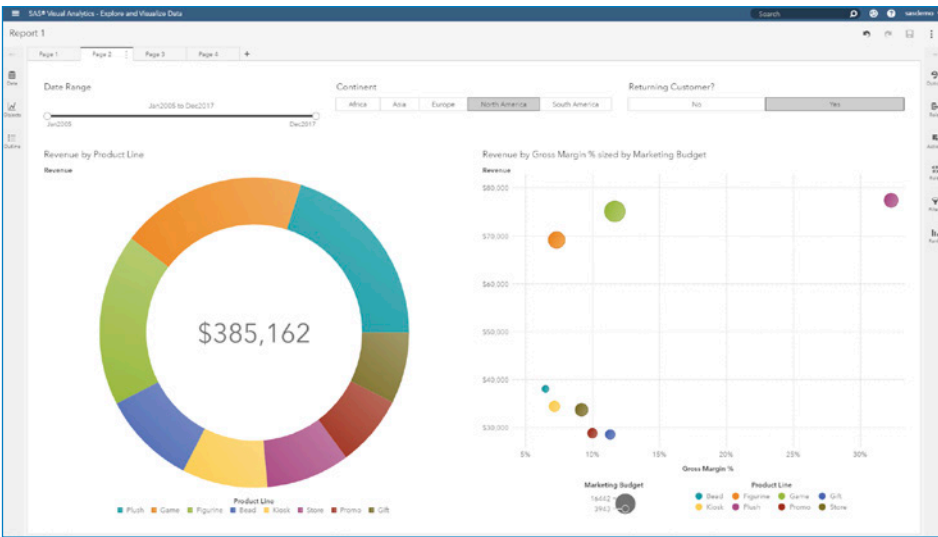 SAS® Visual Analytics - Explore and Visualize Data
Search
sasdemo
Report 1
Page 1
Page 2
Page 3
Page 4
Data
Objects
Outline
Date Range
Jan2005 to Dec2017
Jan2005
Dec2017
Continent
Africa
Asia
Europe
North America
South America
Returning Customer?
No
Yes
Revenue by Product Line
Revenue
$385,162
Product Line
Plush
Game
Figurine
Bead
Kiosk
Store
Promo
Gift
Revenue by Gross Margin % sized by Marketing Budget
Revenue
$80,000
$70,000
$60,000
$50,000
$40,000
$30,000
5%
10%
15%
20%
25%
30%
Gross Margin %
Marketing Budget
16442
3943
Product Line
Bead
Figurine
Game
Gift
Kiosk
Plush
Promo
Store